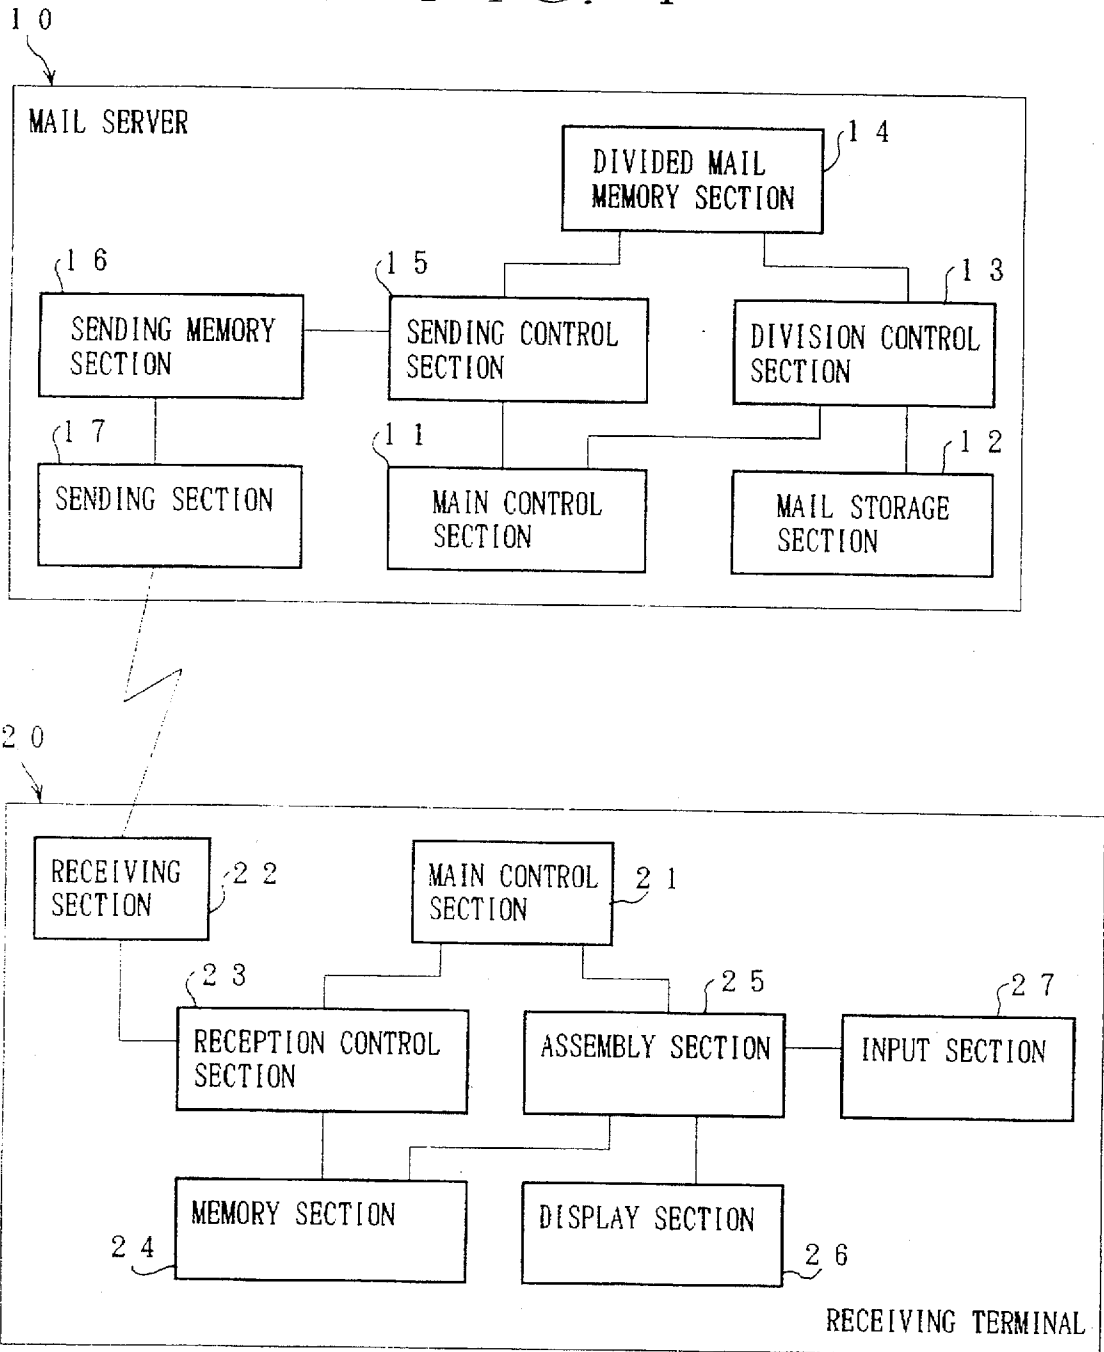 10
MAIL SERVER
14
DIVIDED MAIL
MEMORY SECTION
16
15
13
SENDING MEMORY
SECTION
SENDING CONTROL
SECTION
DIVISION CONTROL
SECTION
17
11
12
SENDING SECTION
MAIN CONTROL
SECTION
MAIL STORAGE
SECTION
20
RECEIVING
SECTION
22
MAIN CONTROL
SECTION
21
23
25
27
RECEPTION CONTROL
SECTION
ASSEMBLY SECTION
INPUT SECTION
MEMORY SECTION
DISPLAY SECTION
24
26
RECEIVING TERMINAL